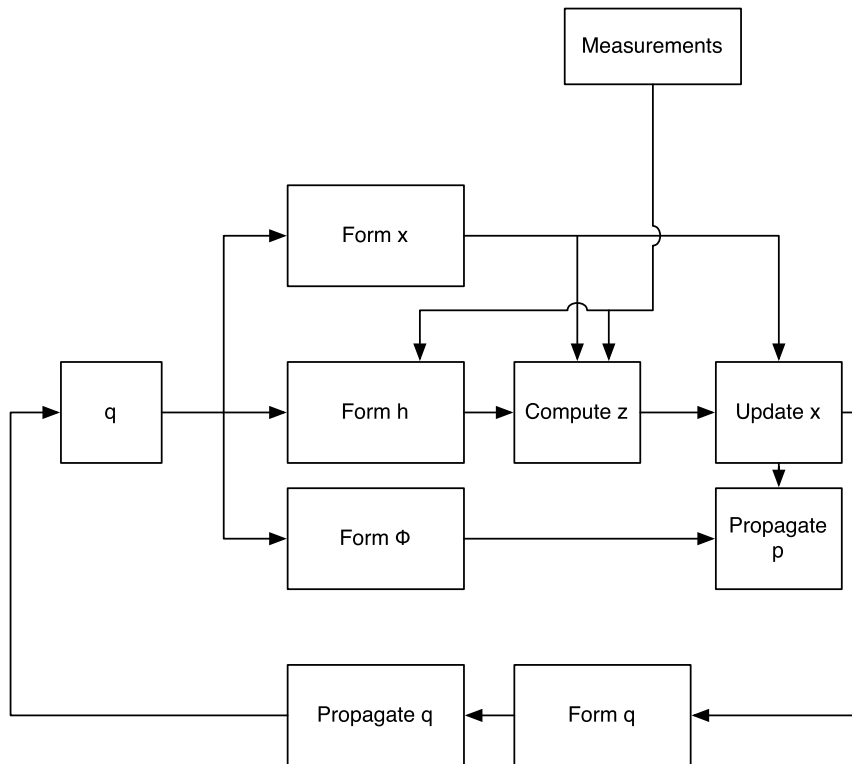 Measurements
Form x
q
Form h
Compute z
Update x
Form Φ
Propagate
p
Propagate q
Form q